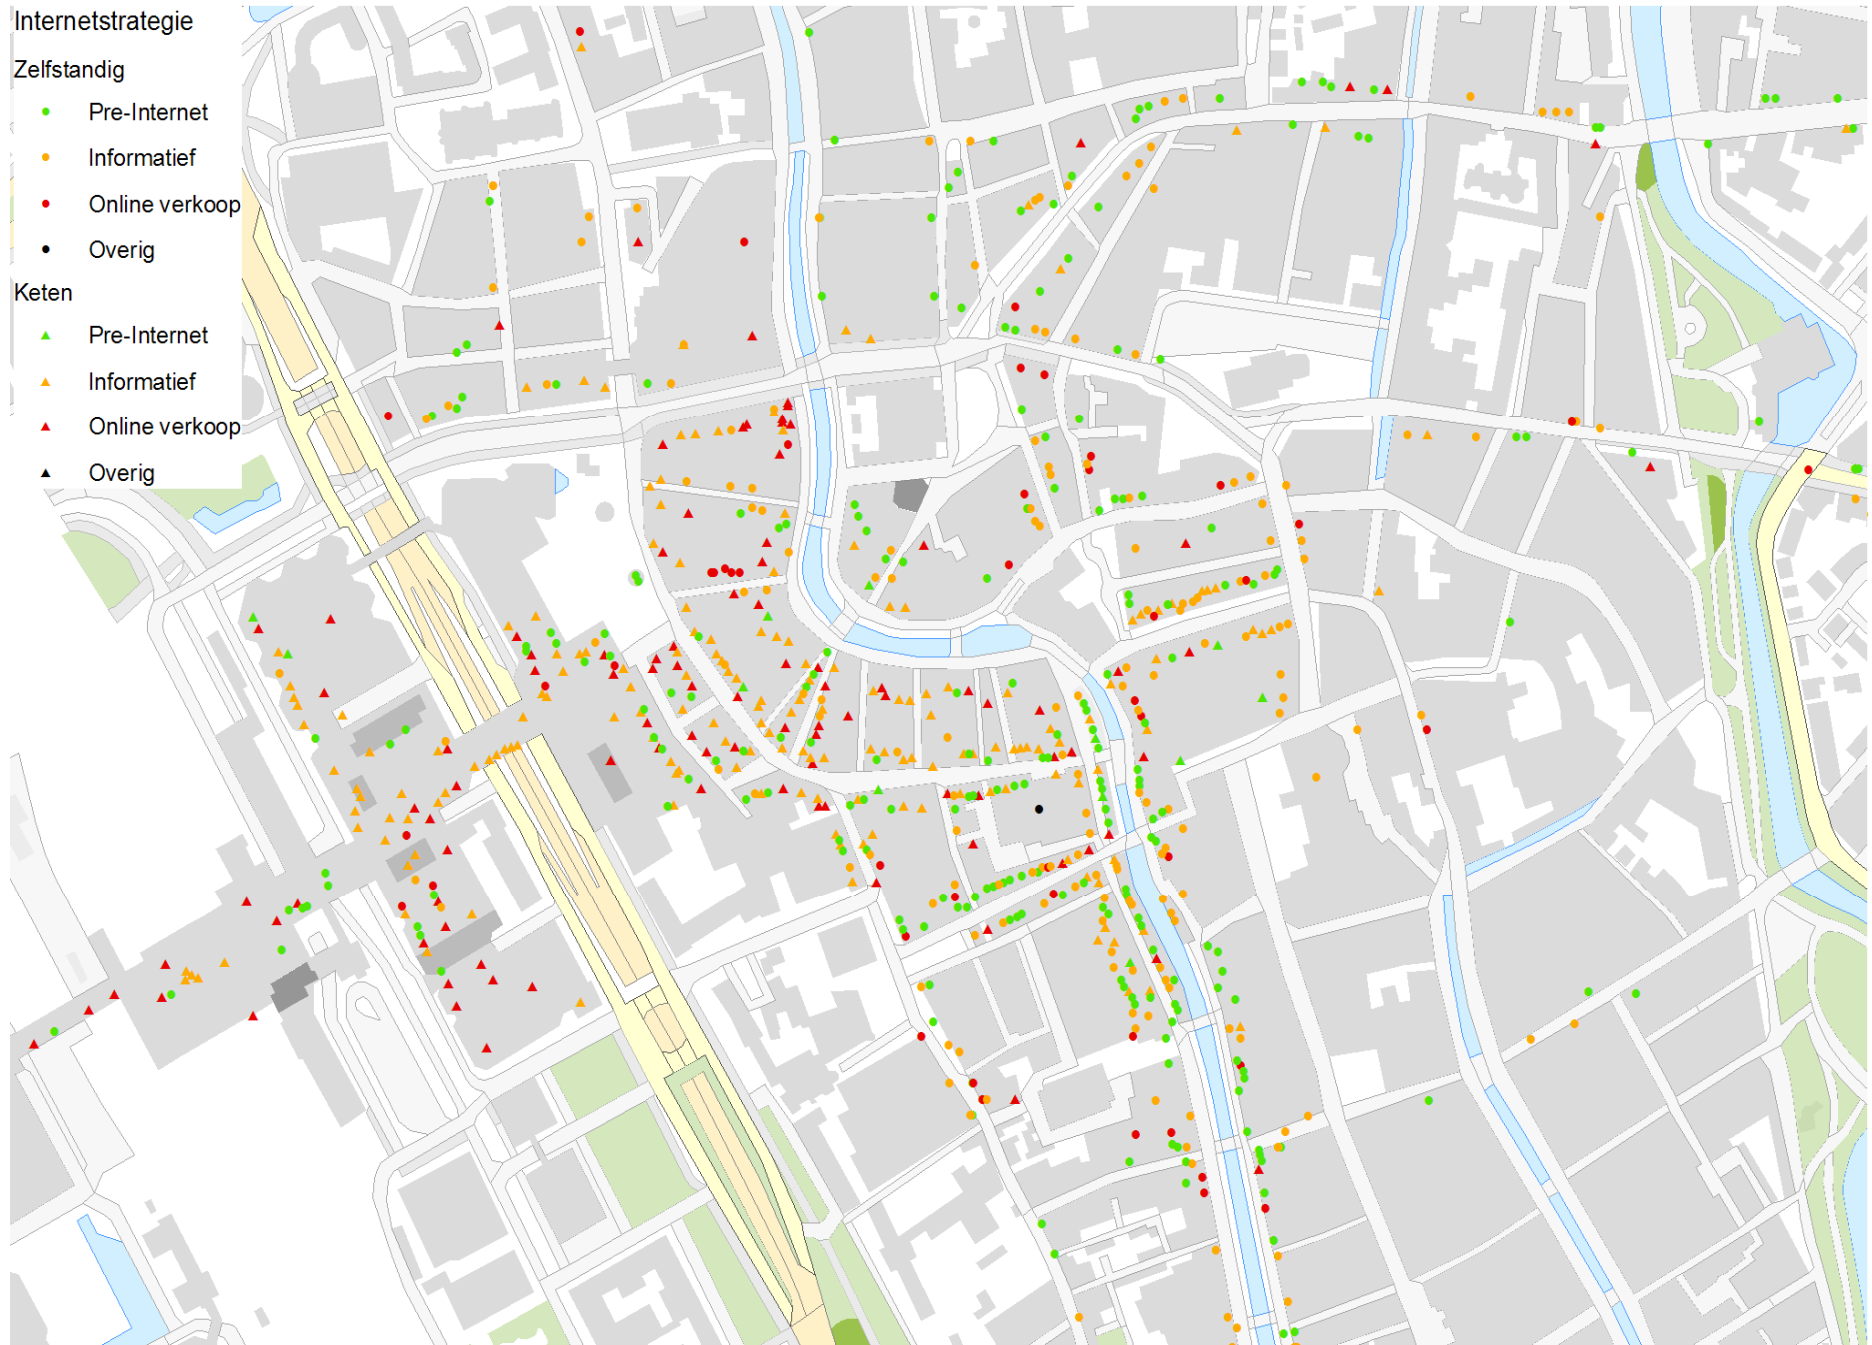 Internetstrategie
Zelfstandig
Pre-Internet
Informatief
Online verkoop
Overig
Keten
Pre-Internet
Informatief
Online verkoop
Overig